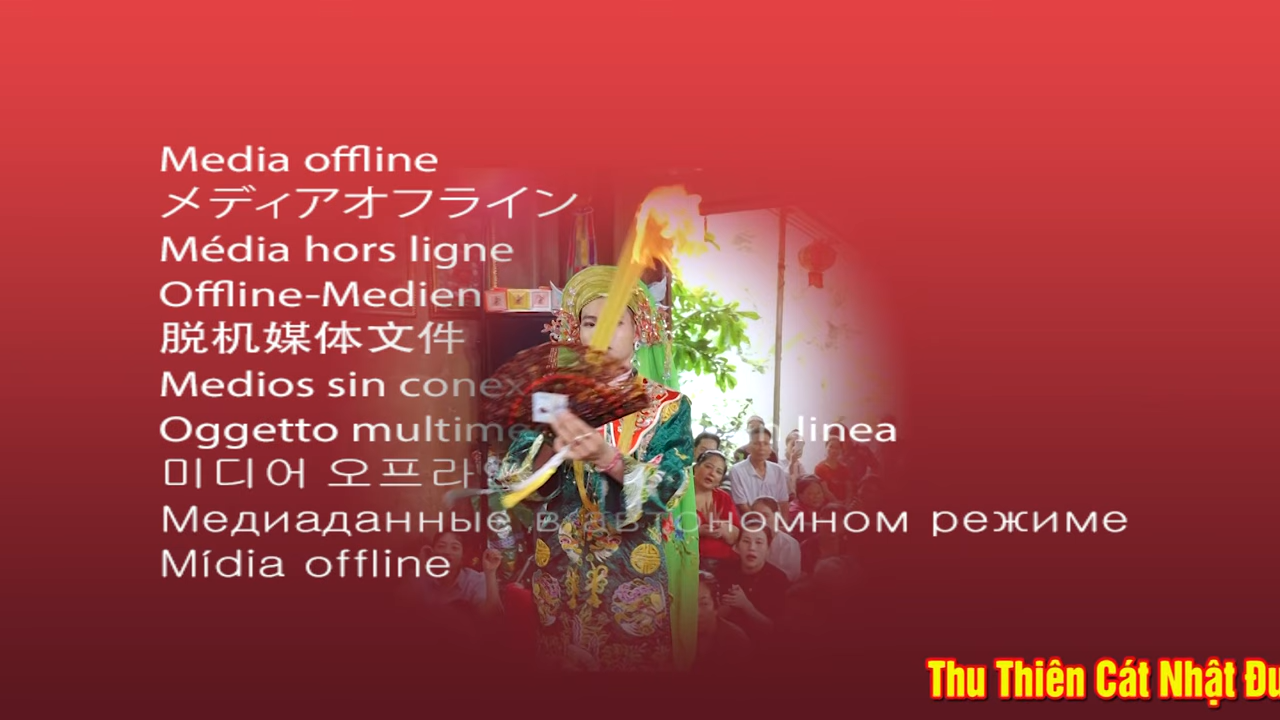 Media offline
メディアオフライン
Média hors ligne
Offline-Medien
脱机媒体文件
Medios sin conex
Oggetto multime linea
미디어 오프라
Медиаданные в автономном режиме
Mídia offline
Thu Thiên Cát Nhật Đư